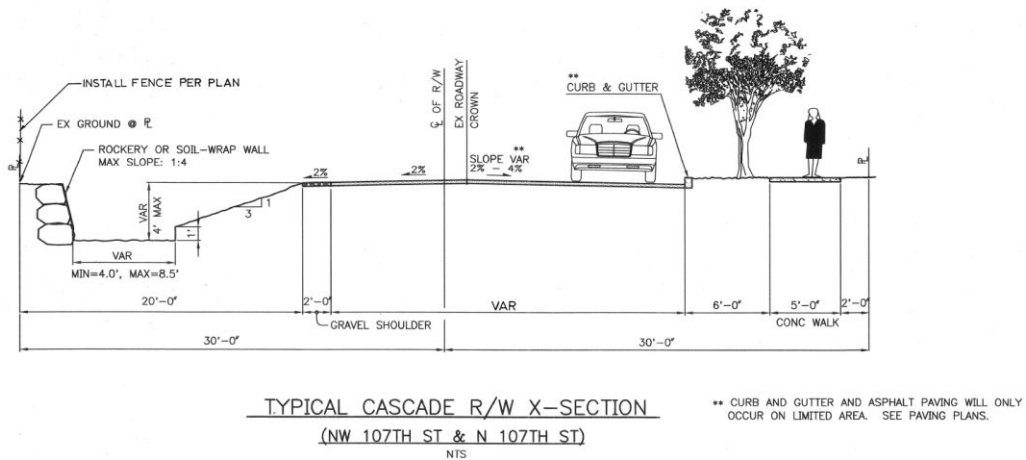 INSTALL FENCE PER PLAN
EX GROUND @ ℄
ROCKERY OR SOIL-WRAP WALL
MAX SLOPE: 1:4
℄ OF R/W
EX ROADWAY
CROWN
**
CURB & GUTTER
SLOPE VAR **
2% - 4%
2%
2%
PL
PL
VAR
4' MAX
1'
3
1
VAR
MIN=4.0', MAX=8.5'
20'-0"
2'-0"
VAR
6'-0"
5'-0"
2'-0"
GRAVEL SHOULDER
CONC WALK
30'-0"
30'-0"
TYPICAL CASCADE R/W X-SECTION
(NW 107TH ST & N 107TH ST)
NTS
** CURB AND GUTTER AND ASPHALT PAVING WILL ONLY
OCCUR ON LIMITED AREA. SEE PAVING PLANS.